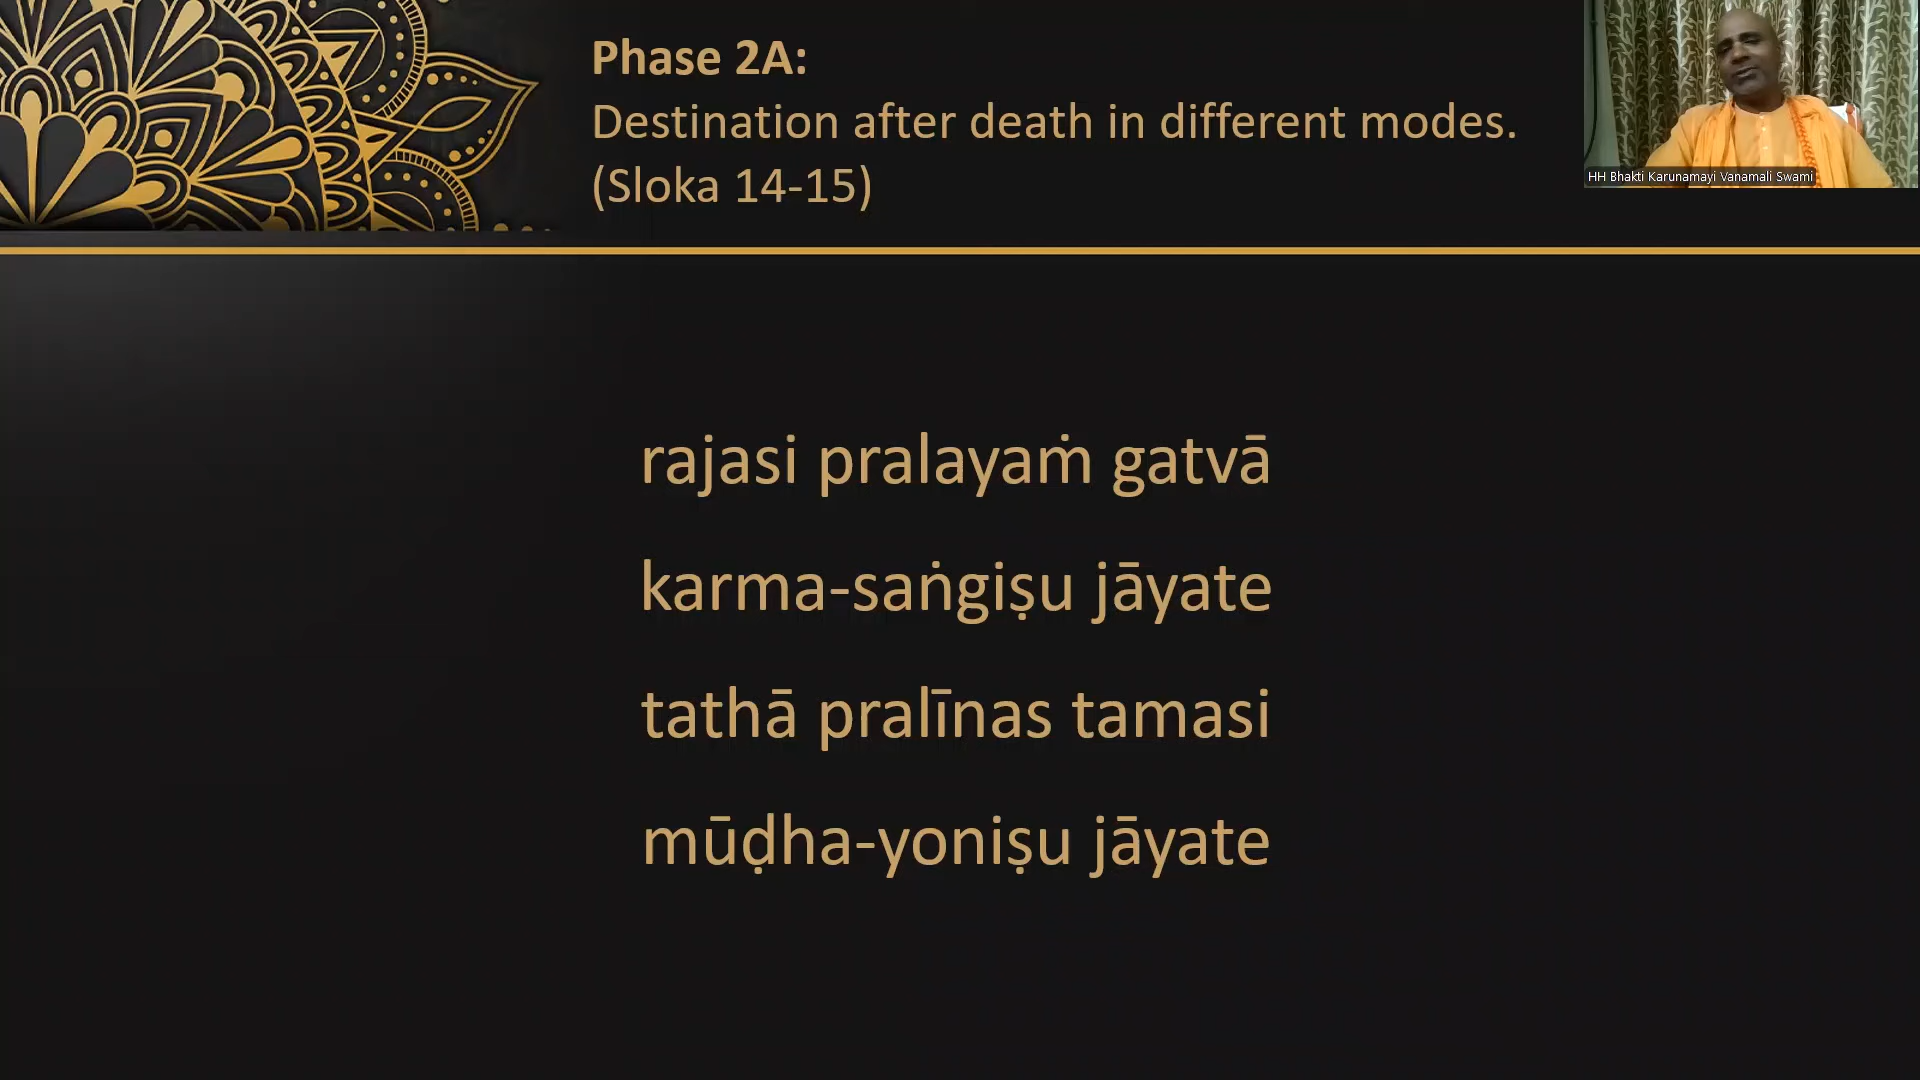 Phase 2A:
Destination after death in different modes.
(Sloka 14-15)
HH Bhakti Karunamayi Vanamali Swami
rajasi pralayaṁ gatvā
karma-saṅgiṣu jāyate
tathā pralīnas tamasi
mūḍha-yoniṣu jāyate